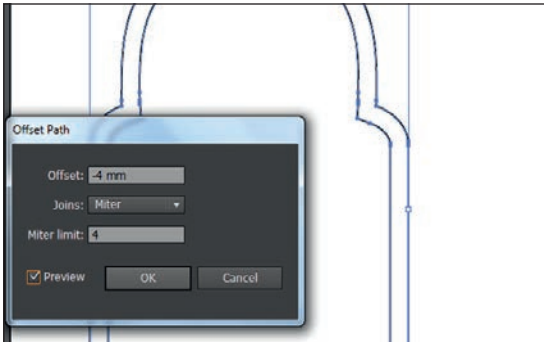 Offset Path
Offset: -4 mm
Joins: Miter
Miter limit: 4
Preview OK Cancel